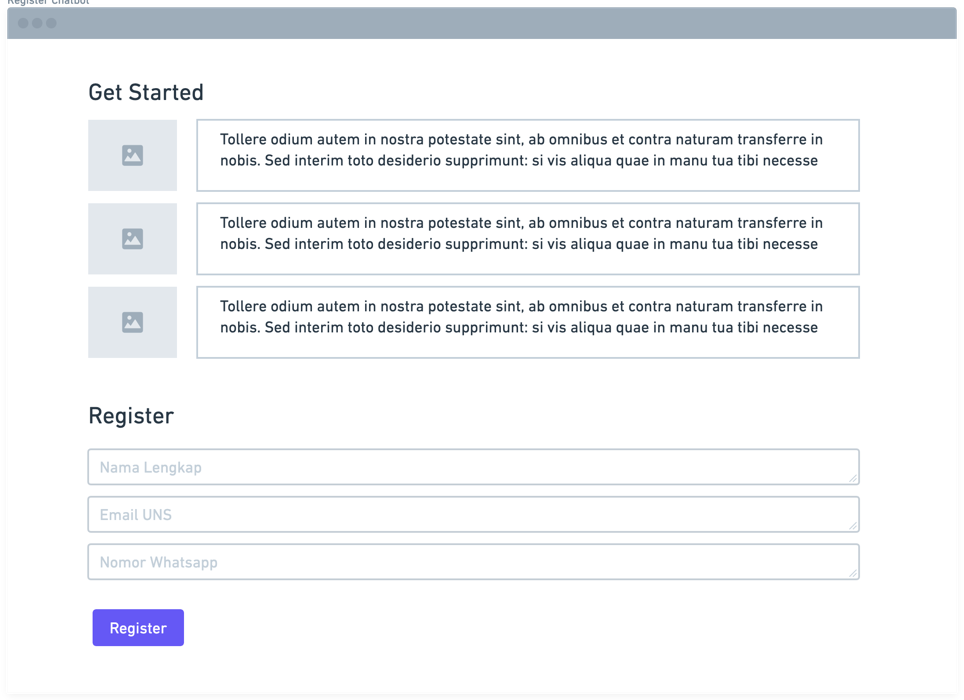 Register Chatbot
Get Started
Tollere odium autem in nostra potestate sint, ab omnibus et contra naturam transferre in
nobis. Sed interim toto desiderio supprimunt: si vis aliqua quae in manu tua tibi necesse
Tollere odium autem in nostra potestate sint, ab omnibus et contra naturam transferre in
nobis. Sed interim toto desiderio supprimunt: si vis aliqua quae in manu tua tibi necesse
Tollere odium autem in nostra potestate sint, ab omnibus et contra naturam transferre in
nobis. Sed interim toto desiderio supprimunt: si vis aliqua quae in manu tua tibi necesse
Register
Nama Lengkap
Email UNS
Nomor Whatsapp
Register